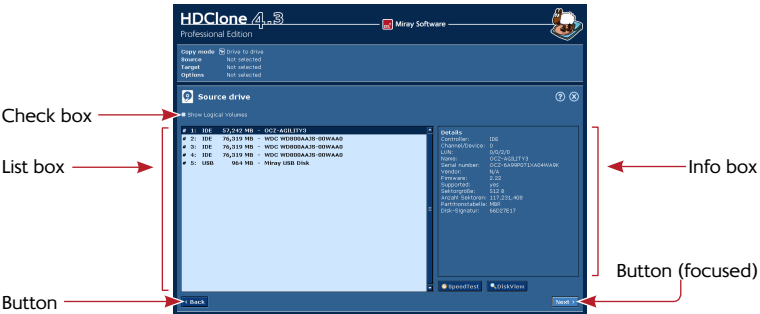 HDClone 4.3
Professional Edition
Miray Software
Copy mode Drive to drive
Source Not selected
Target Not selected
Options Not selected
Source drive
Check box
Show Logical Volumes
List box
# 1: IDE 57,242 MB - OCZ-AGILITY3
# 2: IDE 76,319 MB - WDC WD800AAJS-00WAA0
# 3: IDE 76,319 MB - WDC WD800AAJS-00WAA0
# 4: IDE 76,319 MB - WDC WD800AAJS-00WAA0
# 5: USB 964 MB - Miray USB Disk
Details
Controller: IDE
Channel/Device: 0
LUN: 0/0/2/0
Name: OCZ-AGILITY3
Serial number: OCZ-6A99P071XA04WA9K
Vendor: N/A
Firmware: 2.22
Supported: yes
Sektorgröße: 512 B
Anzahl Sektoren: 117,231,408
Partitionstabelle: MBR
Disk-Signatur: 66D27E17
Info box
SpeedTest
DiskView
Button (focused)
Button
< Back
Next >